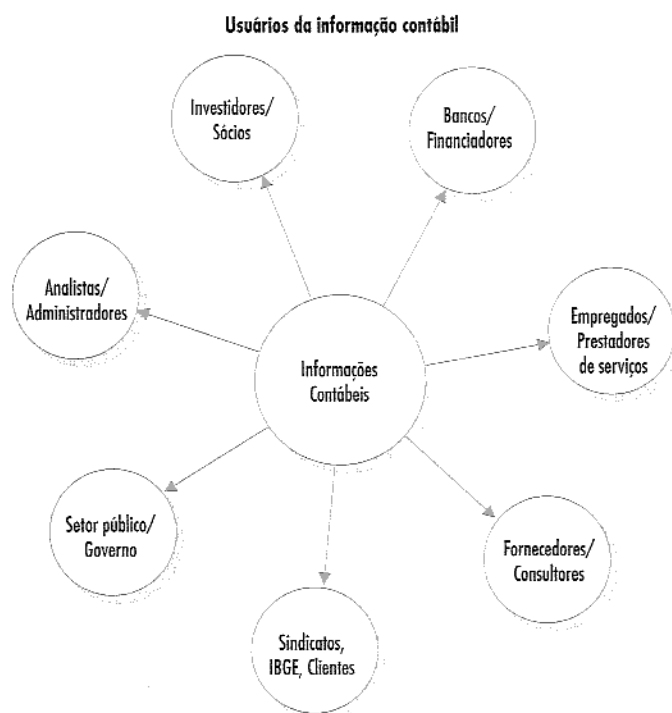 Usuários da informação contábil
Investidores/
Sócios
Bancos/
Financiadores
Analistas/
Administradores
Empregados/
Prestadores
de serviços
Informações
Contábeis
Setor público/
Governo
Fornecedores/
Consultores
Sindicatos,
IBGE, Clientes